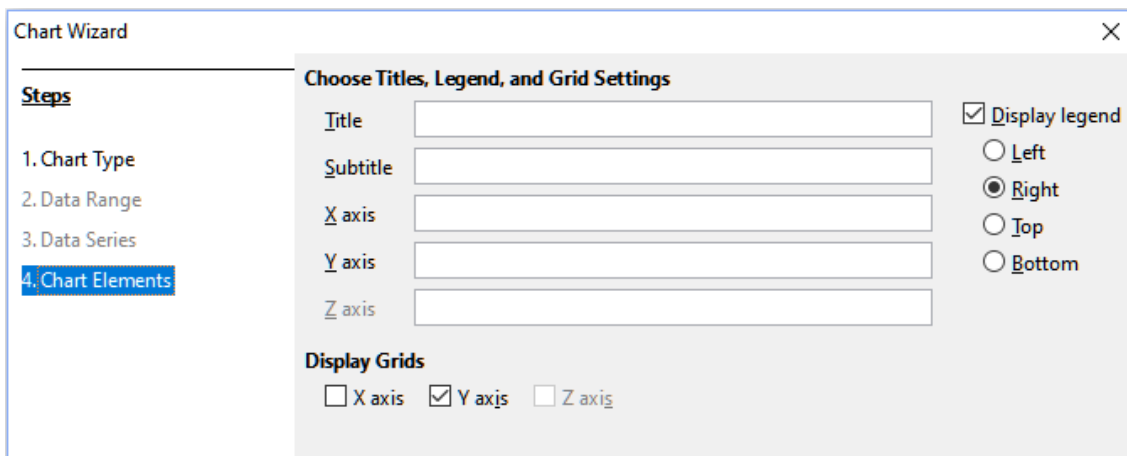 Chart Wizard
Steps
1. Chart Type
2. Data Range
3. Data Series
4. Chart Elements
Choose Titles, Legend, and Grid Settings
Title
Subtitle
X axis
Y axis
Z axis
Display legend
Left
Right
Top
Bottom
Display Grids
X axis Y axis Z axis